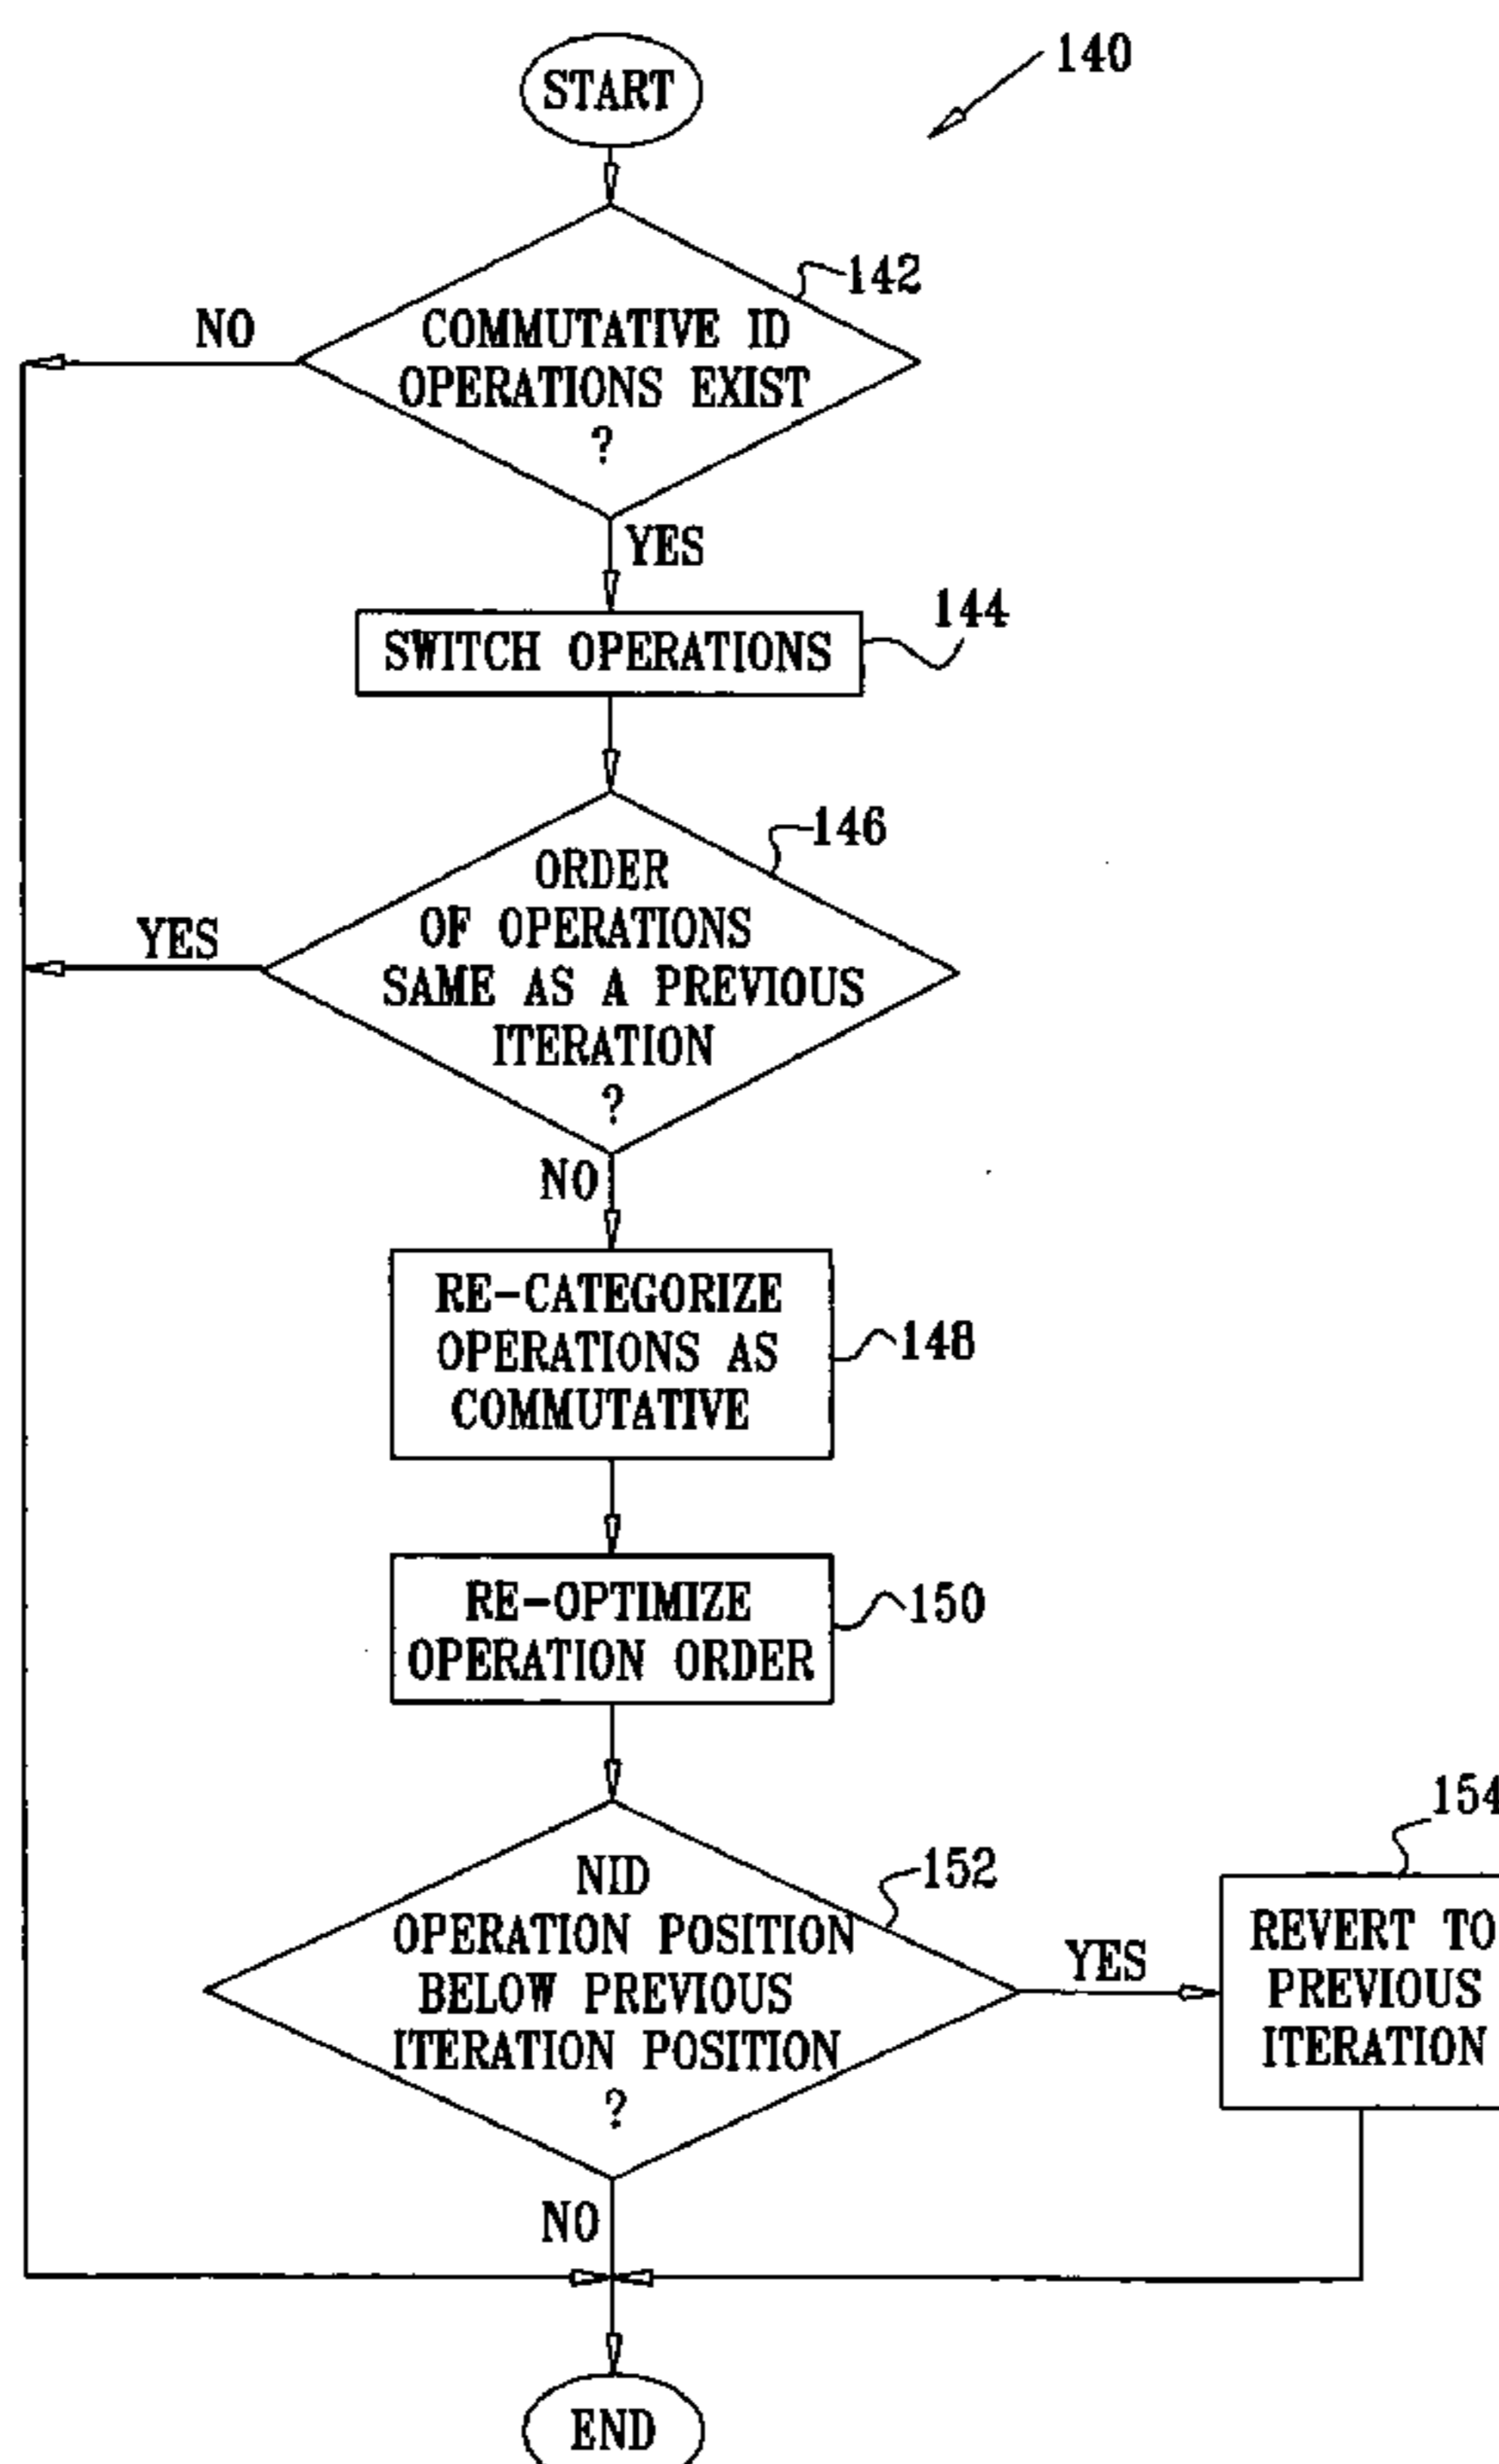 START
140
142
NO
COMMUTATIVE ID
OPERATIONS EXIST
?
YES
SWITCH OPERATIONS
144
146
ORDER
OF OPERATIONS
SAME AS A PREVIOUS
ITERATION
?
YES
NO
RE-CATEGORIZE
OPERATIONS AS
COMMUTATIVE
148
RE-OPTIMIZE
OPERATION ORDER
150
152
NID
OPERATION POSITION
BELOW PREVIOUS
ITERATION POSITION
?
YES
154
REVERT TO
PREVIOUS
ITERATION
NO
END